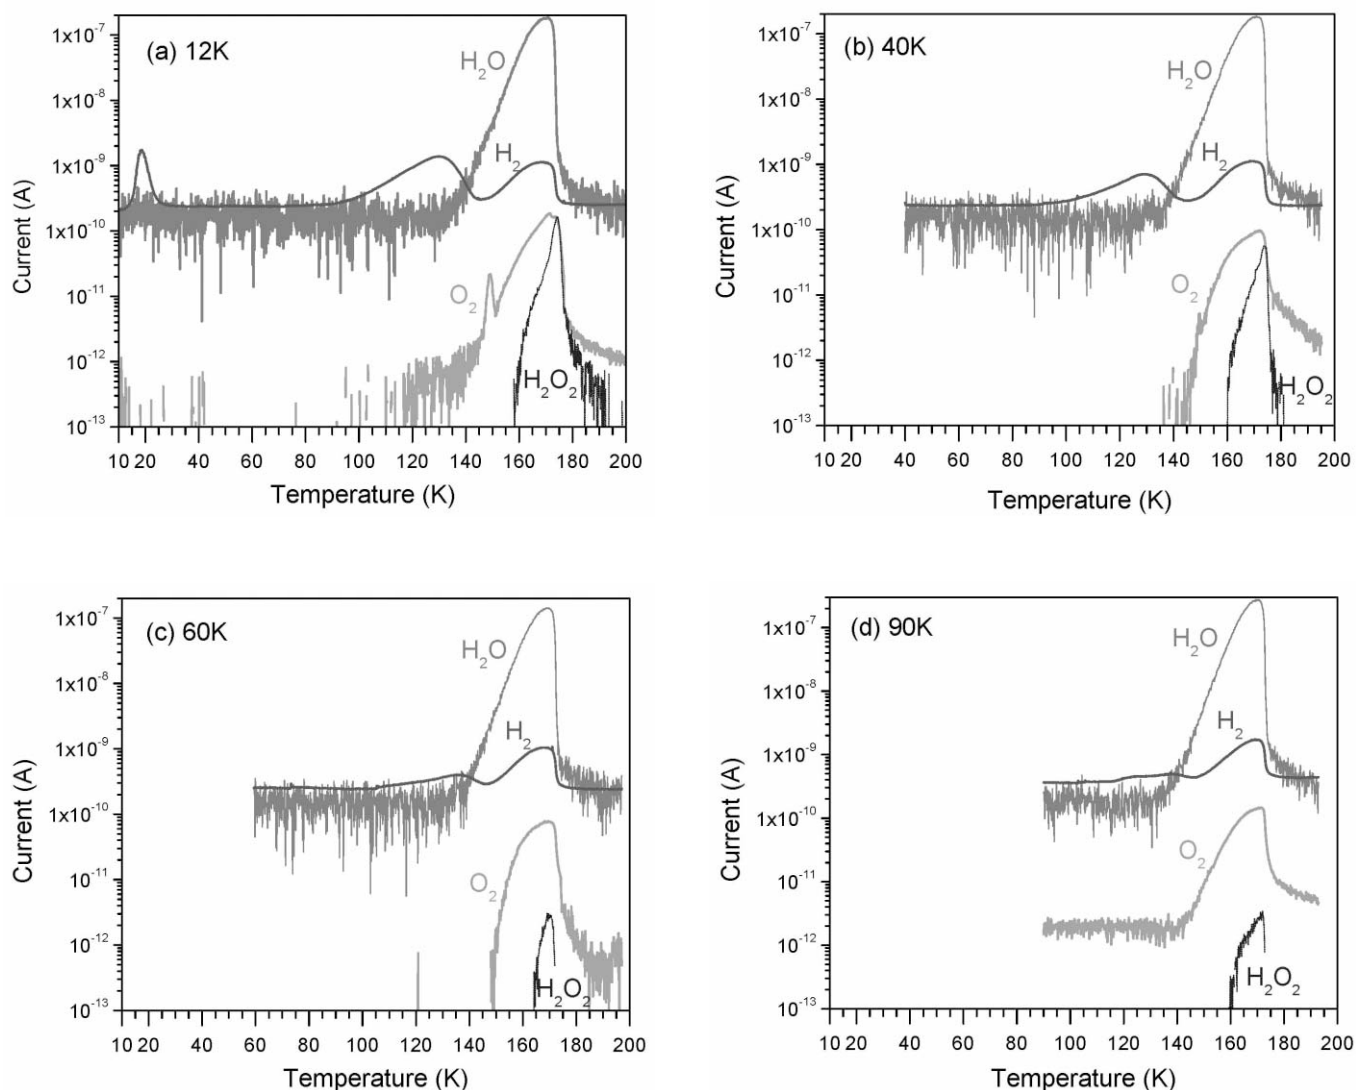 (a) 12K
H₂O
H₂
O₂
H₂O₂
1x10⁻⁷
1x10⁻⁸
1x10⁻⁹
1x10⁻¹⁰
10⁻¹¹
10⁻¹²
10⁻¹³
Current (A)
10 20 40 60 80 100 120 140 160 180 200
Temperature (K)
(b) 40K
H₂O
H₂
O₂
H₂O₂
1x10⁻⁷
1x10⁻⁸
1x10⁻⁹
1x10⁻¹⁰
10⁻¹¹
10⁻¹²
10⁻¹³
Current (A)
10 20 40 60 80 100 120 140 160 180 200
Temperature (K)
(c) 60K
H₂O
H₂
O₂
H₂O₂
1x10⁻⁷
1x10⁻⁸
1x10⁻⁹
1x10⁻¹⁰
10⁻¹¹
10⁻¹²
10⁻¹³
Current (A)
10 20 40 60 80 100 120 140 160 180 200
Temperature (K)
(d) 90K
H₂O
H₂
O₂
H₂O₂
1x10⁻⁷
1x10⁻⁸
1x10⁻⁹
1x10⁻¹⁰
10⁻¹¹
10⁻¹²
10⁻¹³
Current (A)
10 20 40 60 80 100 120 140 160 180 200
Temperature (K)